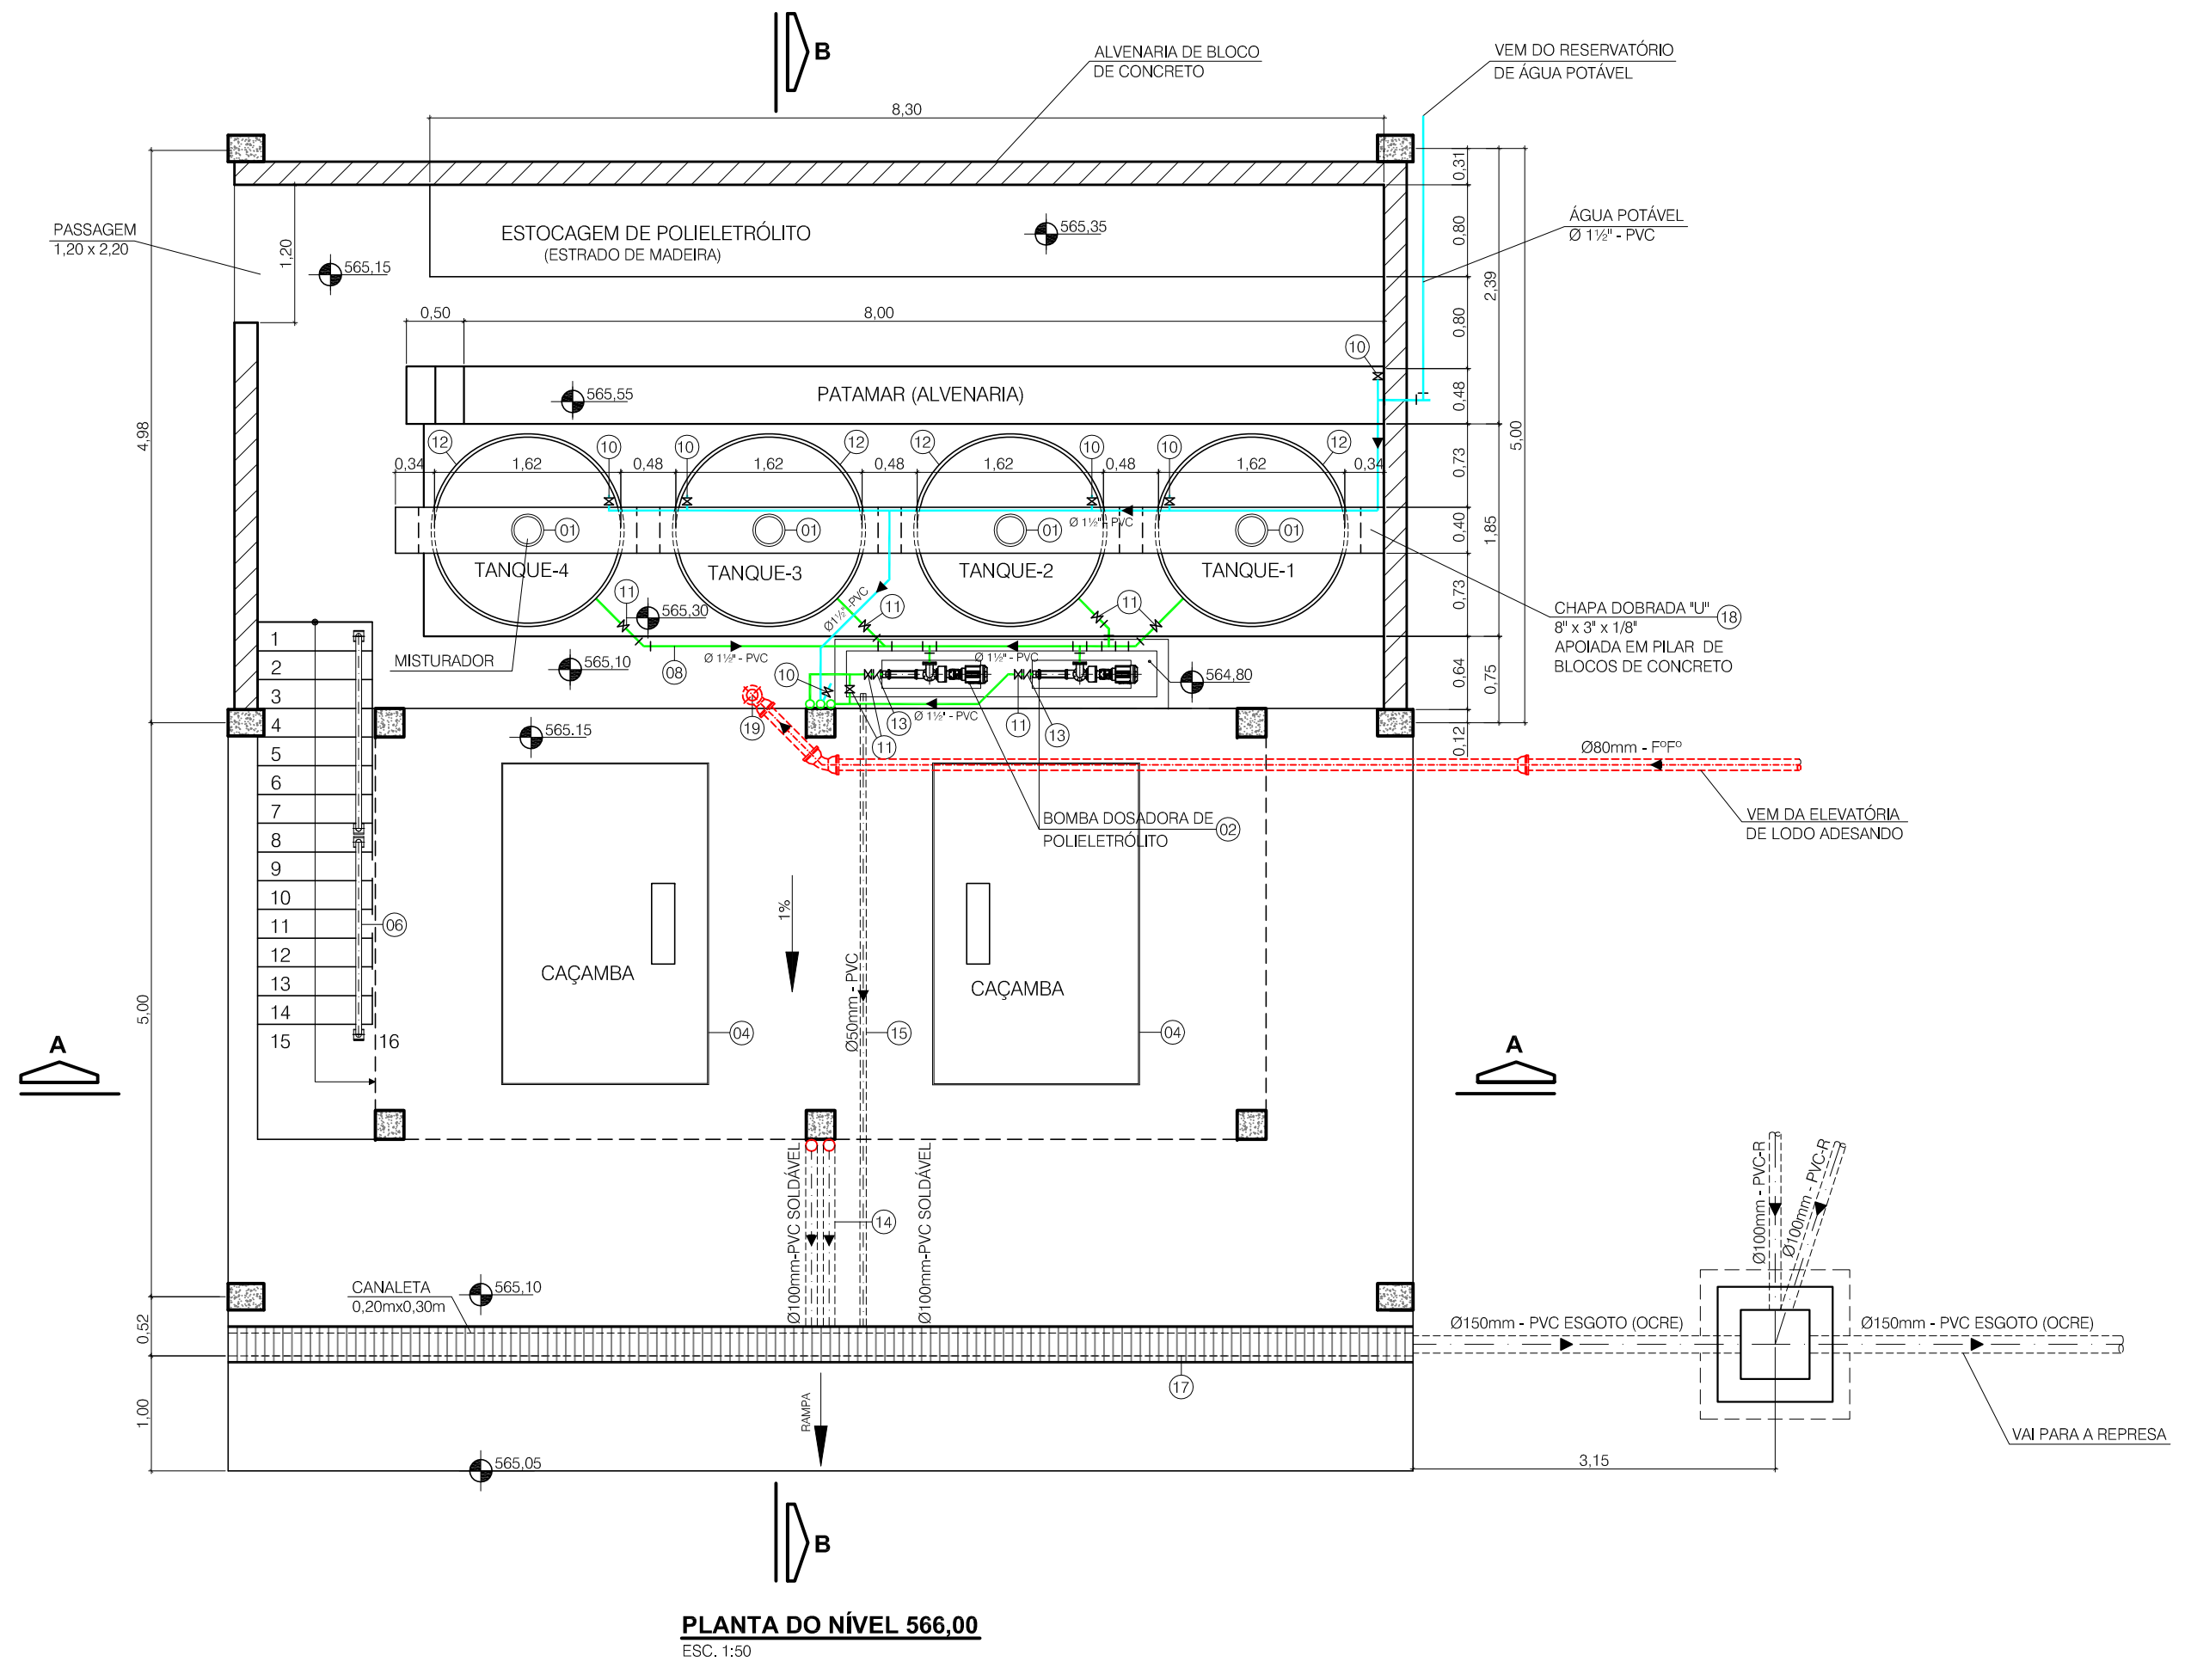 B
ALVENARIA DE BLOCO
DE CONCRETO
VEM DO RESERVATÓRIO
DE ÁGUA POTÁVEL
8,30
0,31
PASSAGEM
1,20 x 2,20
1,20
565,15
ESTOCAGEM DE POLIELETRÓLITO
(ESTRADO DE MADEIRA)
565,35
0,80
ÁGUA POTÁVEL
Ø 1½" - PVC
2,39
0,80
0,50
8,00
10
4,98
565,55
PATAMAR (ALVENARIA)
0,48
5,00
12
10
10
12
12
10
10
12
0,34
1,62
0,48
1,62
0,48
1,62
0,48
1,62
0,34
0,73
01
01
01
01
Ø 1½" - PVC
0,40
1,85
TANQUE-4
TANQUE-3
TANQUE-2
TANQUE-1
11
565,30
Ø1½"-PVC
11
11
0,73
CHAPA DOBRADA "U"
18
8" x 3" x 1/8"
APOIADA EM PILAR DE
BLOCOS DE CONCRETO
1
2
3
4
5
6
7
8
9
10
11
12
13
14
15
16
MISTURADOR
565,10
08
Ø 1½" - PVC
Ø 1½" - PVC
564,80
0,64
0,75
10
19
13
11
Ø 1½" - PVC
11
13
565.15
0,12
Ø80mm - FºFº
BOMBA DOSADORA DE
POLIELETRÓLITO
02
VEM DA ELEVATÓRIA
DE LODO ADESANDO
06
1%
CAÇAMBA
CAÇAMBA
Ø50mm - PVC
5,00
04
15
04
A
A
Ø100mm-PVC SOLDÁVEL
Ø100mm-PVC SOLDÁVEL
14
Ø100mm - PVC-R
Ø100mm - PVC-R
CANALETA
0,20mx0,30m
565,10
0,52
Ø150mm - PVC ESGOTO (OCRE)
Ø150mm - PVC ESGOTO (OCRE)
17
1,00
RAMPA
VAI PARA A REPRESA
565,05
3,15
B
PLANTA DO NÍVEL 566,00
ESC. 1:50